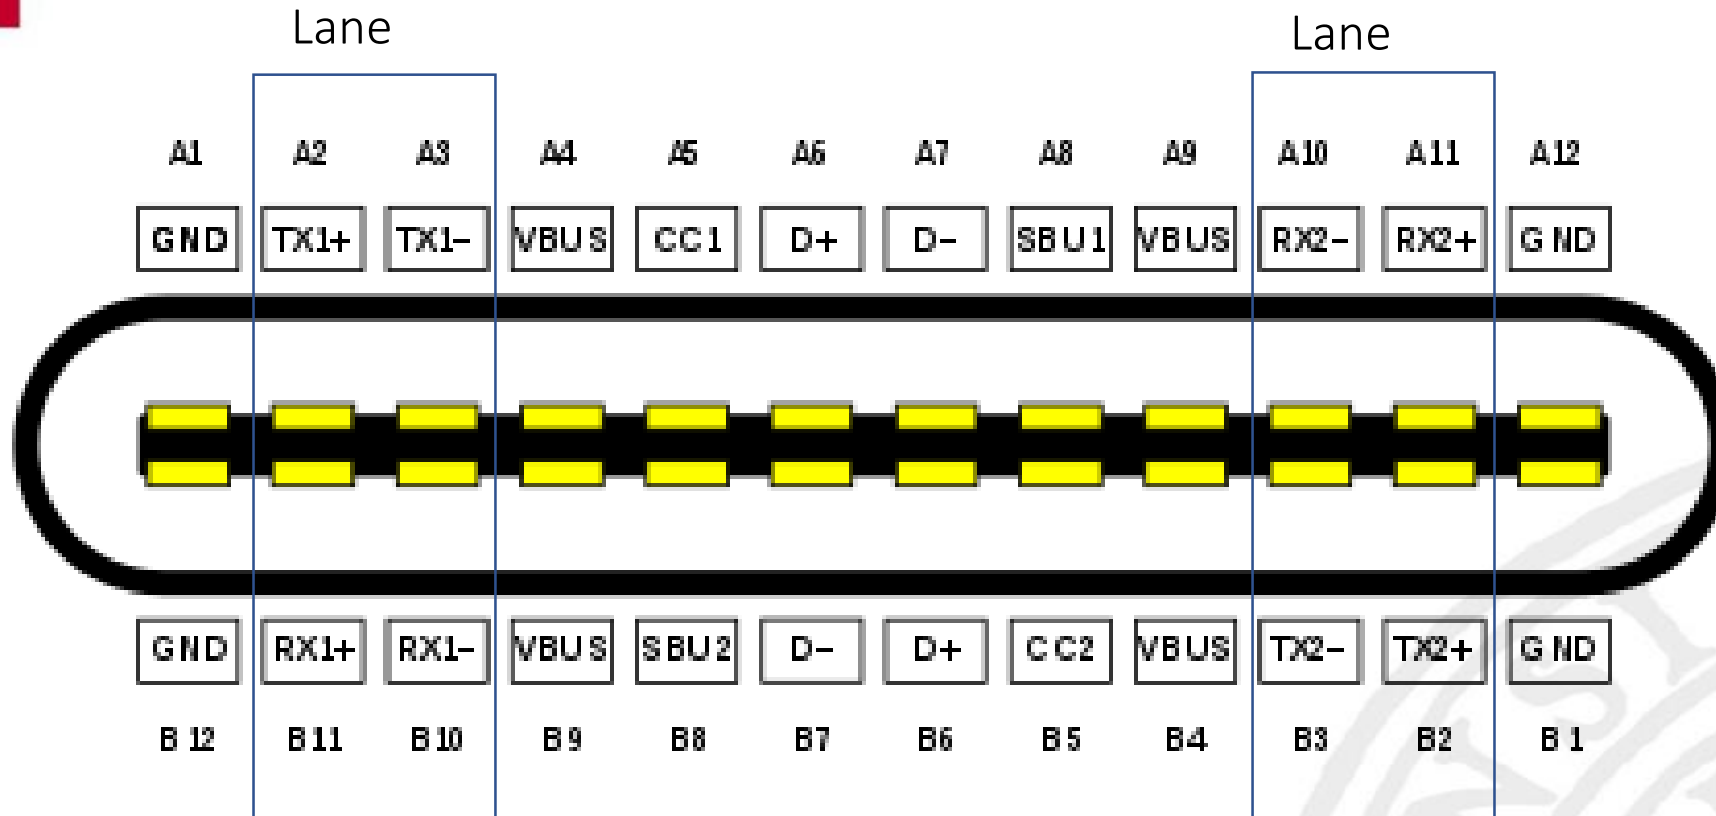 Lane Lane
A1 A2 A3 A4 A5 A6 A7 A8 A9 A10 A11 A12
GND TX1+ TX1- VBUS CC1 D+ D- SBU1 VBUS RX2- RX2+ GND
GND RX1+ RX1- VBUS SBU2 D- D+ CC2 VBUS TX2- TX2+ GND
B12 B11 B10 B9 B8 B7 B6 B5 B4 B3 B2 B1